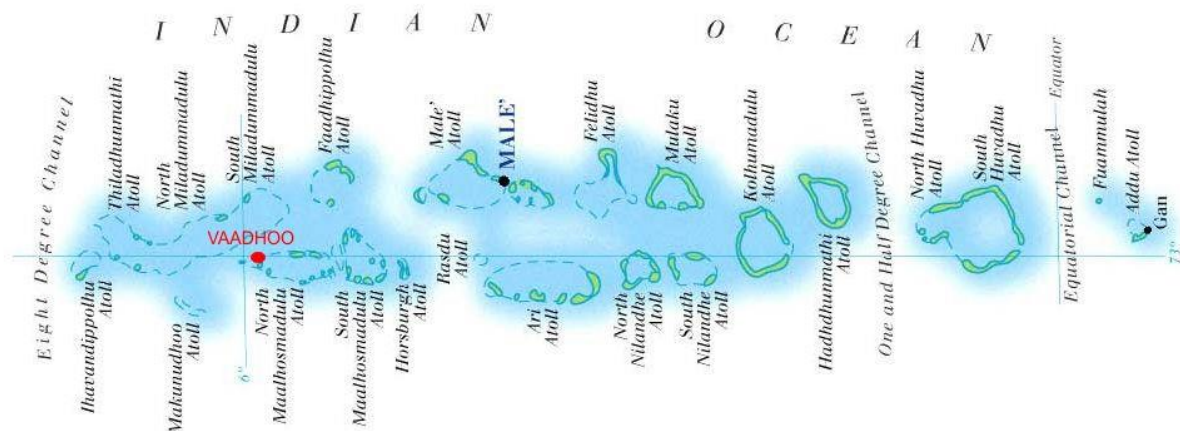 INDIAN OCEAN
Eight Degree Channel
Thiladhunmathi
Atoll
North
Miladummadulu
Atoll
South
Miladummadulu
Atoll
Faadhippolhu
Atoll
Male'
Atoll
MALE'
Felidhu
Atoll
Mulaku
Atoll
Kolhumadulu
Atoll
One and Half Degree Channel
North Huvadhu
Atoll
South
Huvadhu
Atoll
Equator
Equatorial Channel
Fuammulah
Addu Atoll
Gan
73°
VAADHOO
Ihavandippolhu
Atoll
Makunudhoo
Atoll
6°
North
Maalhosmadulu
Atoll
South
Maalhosmadulu
Atoll
Horsburgh
Atoll
Rasdu
Atoll
Ari
Atoll
North
Nilandhe
Atoll
South
Nilandhe
Atoll
Hadhdhunmathi
Atoll